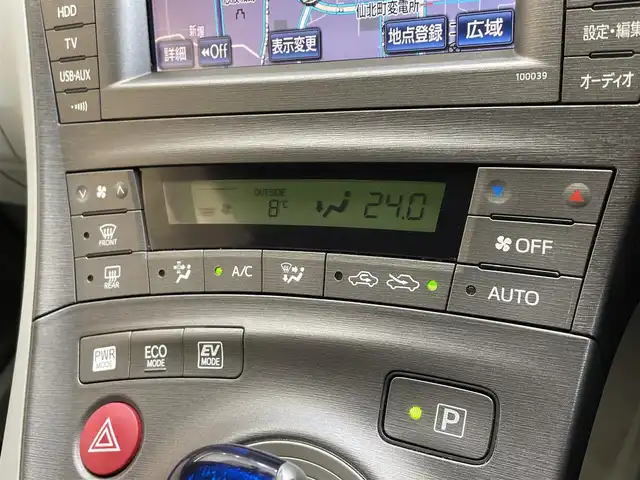 HDD
仙北町変電所
TV
詳細
◀◀Off
表示変更
地点登録
広域
設定・編集
USB・AUX
100039
オーディオ
OUTSIDE
8℃
24.0
FRONT
OFF
REAR
A/C
AUTO
PWR MODE
ECO MODE
EV MODE
P